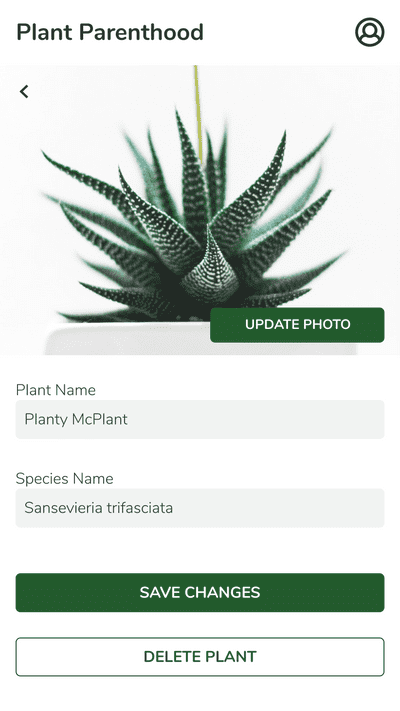 Plant Parenthood
UPDATE PHOTO
Plant Name
Planty McPlant
Species Name
Sansevieria trifasciata
SAVE CHANGES
DELETE PLANT